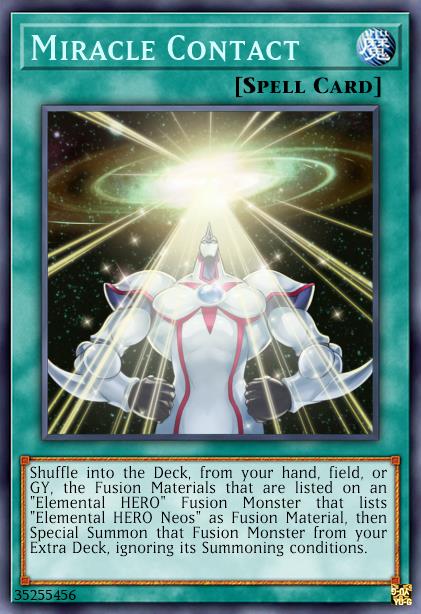 Miracle Contact
魔
[Spell Card]
Shuffle into the Deck, from your hand, field, or
GY, the Fusion Materials that are listed on an
"Elemental HERO" Fusion Monster that lists
"Elemental HERO Neos" as Fusion Material, then
Special Summon that Fusion Monster from your
Extra Deck, ignoring its Summoning conditions.
35255456